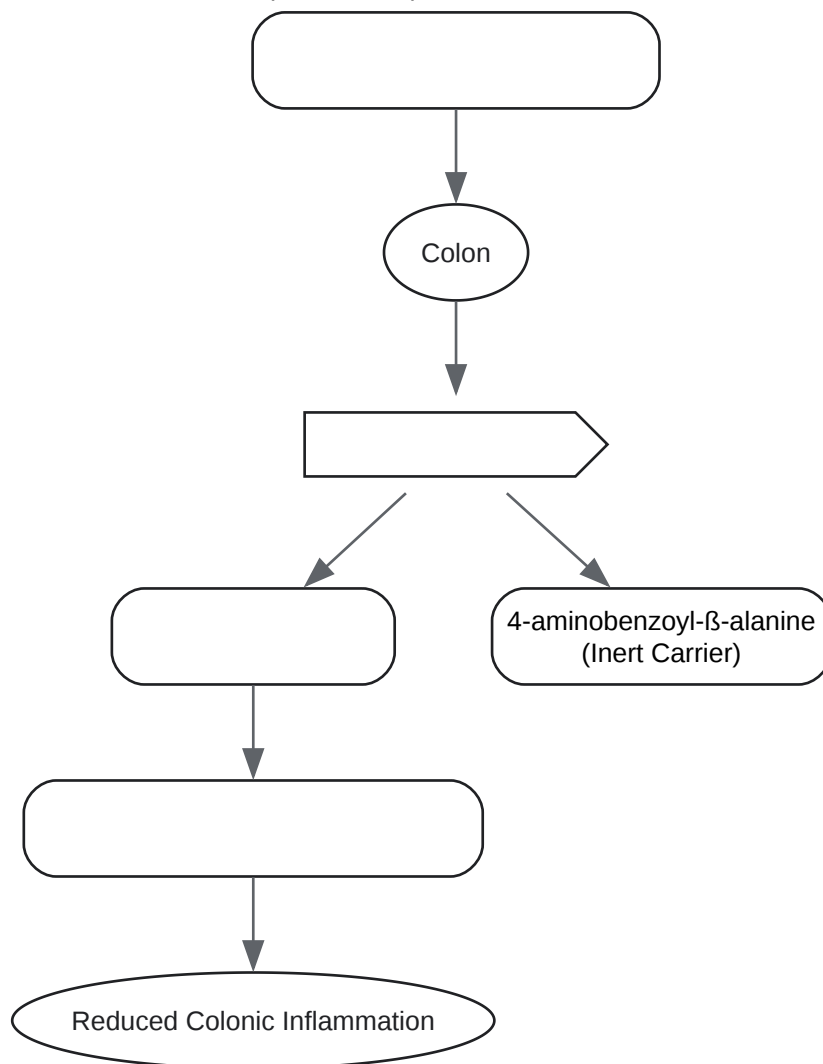 Colon
4-aminobenzoyl-ß-alanine
(Inert Carrier)
Reduced Colonic Inflammation